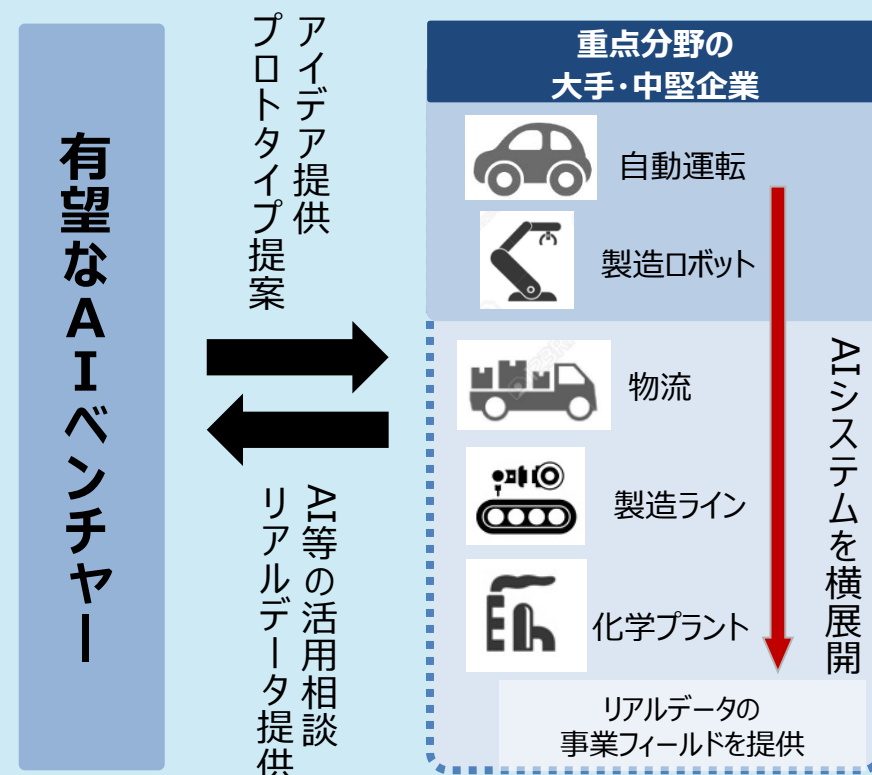 有望なAIベンチャー
アイデア提供
プロトタイプ提案
AI等の活用相談
リアルデータ提供
重点分野の
大手・中堅企業
自動運転
製造ロボット
物流
製造ライン
化学プラント
AIシステムを横展開
リアルデータの
事業フィールドを提供